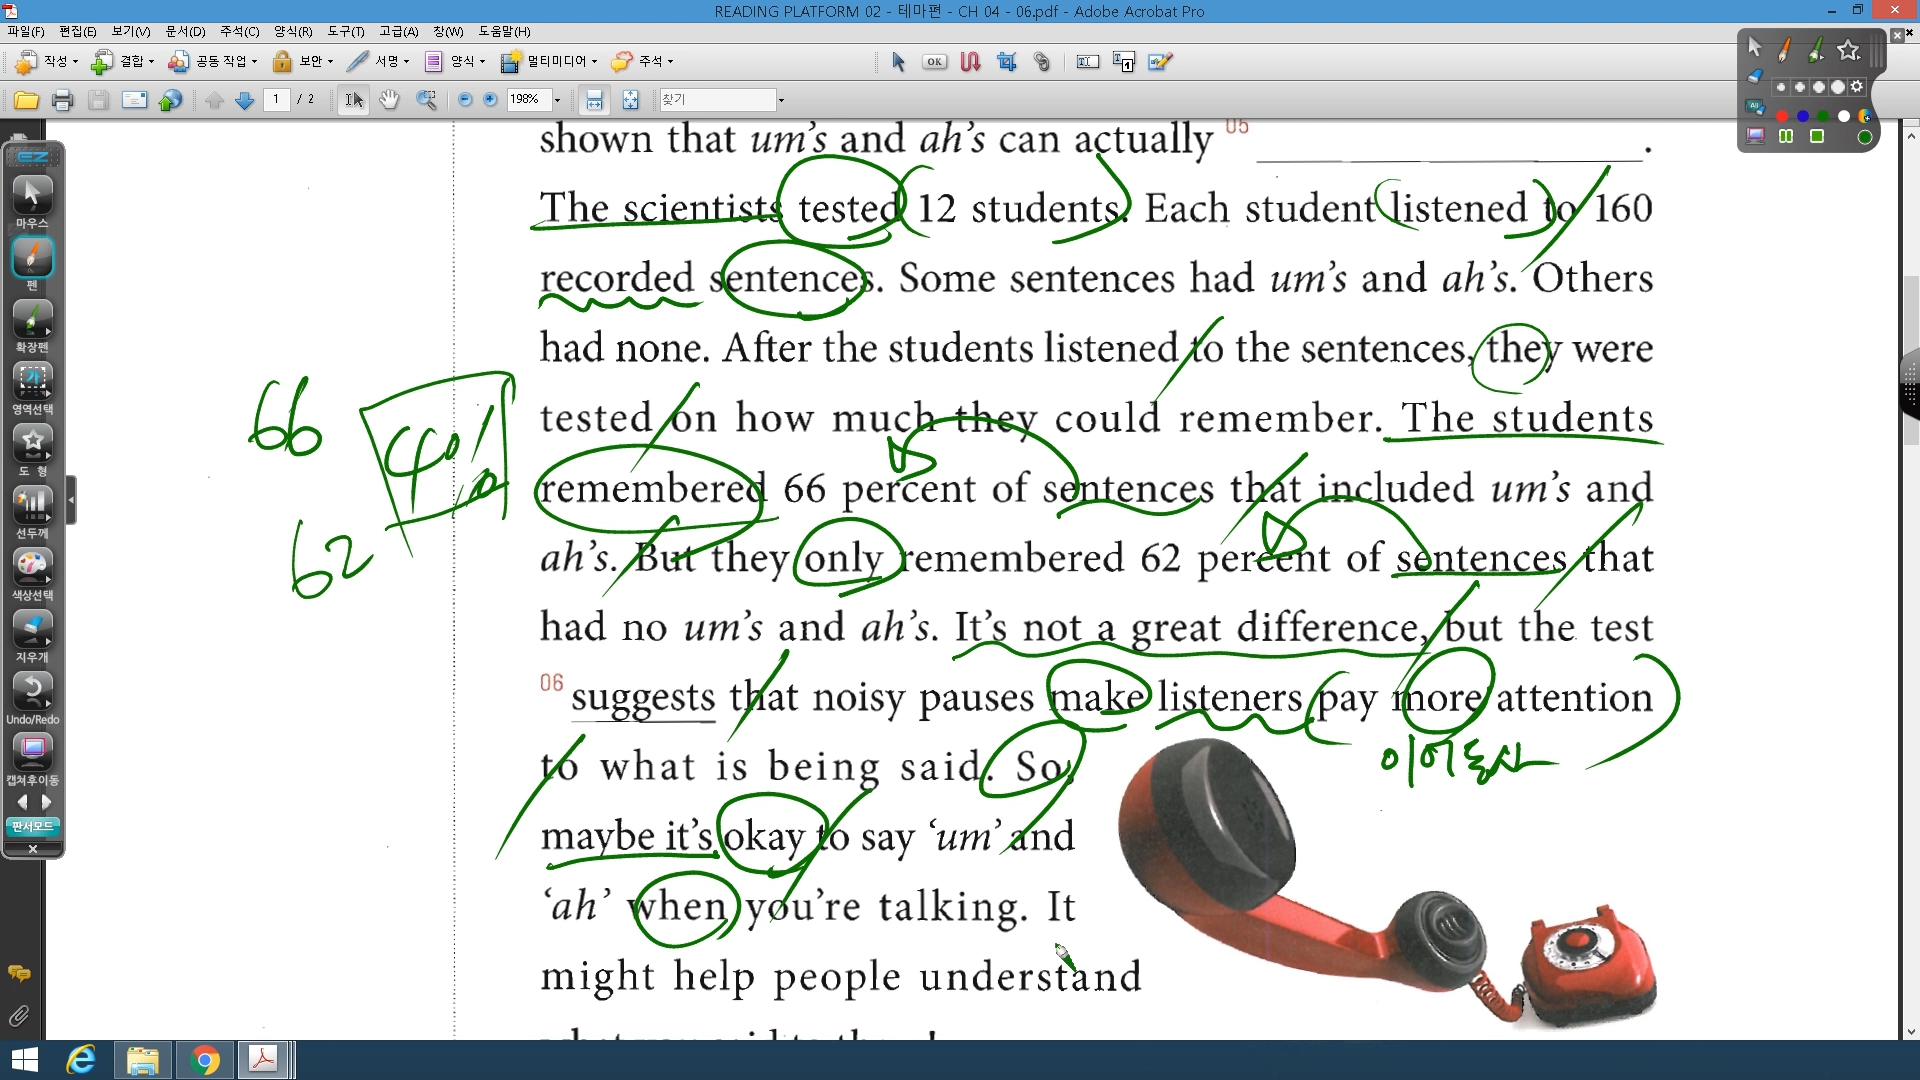 READING PLATFORM 02 - 테마편 - CH 04 - 06.pdf - Adobe Acrobat Pro
파일(F) 편집(E) 보기(V) 문서(D) 주석(C) 양식(R) 도구(T) 고급(A) 창(W) 도움말(H)
작성 결합 공동 작업 보안 서명 양식 멀티미디어 주석 OK
1 / 2 198% 찾기
EZ
마우스
펜
확장펜
영역선택
도 형
선두께
색상선택
지우개
Undo/Redo
캡쳐후이동
판서모드
x
All
shown that um's and ah's can actually 05 ____________.
The scientists tested 12 students. Each student listened to 160
recorded sentences. Some sentences had um's and ah's. Others
had none. After the students listened to the sentences, they were
tested on how much they could remember. The students
remembered 66 percent of sentences that included um's and
ah's. But they only remembered 62 percent of sentences that
had no um's and ah's. It's not a great difference, but the test
06 suggests that noisy pauses make listeners pay more attention
to what is being said. So,
maybe it's okay to say 'um' and
'ah' when you're talking. It
might help people understand
66
4%
62
이어동사